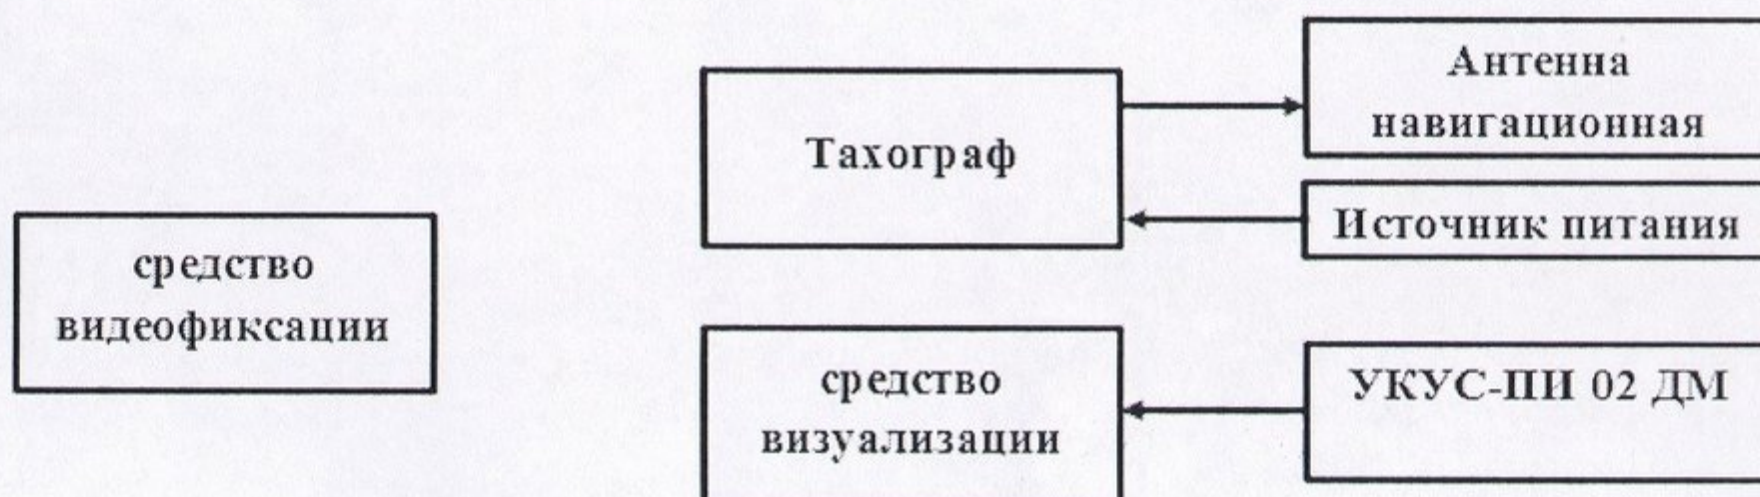 Антенна
навигационная
Тахограф
Источник питания
средство
видеофиксации
средство
визуализации
УКУС-ПИ 02 ДМ